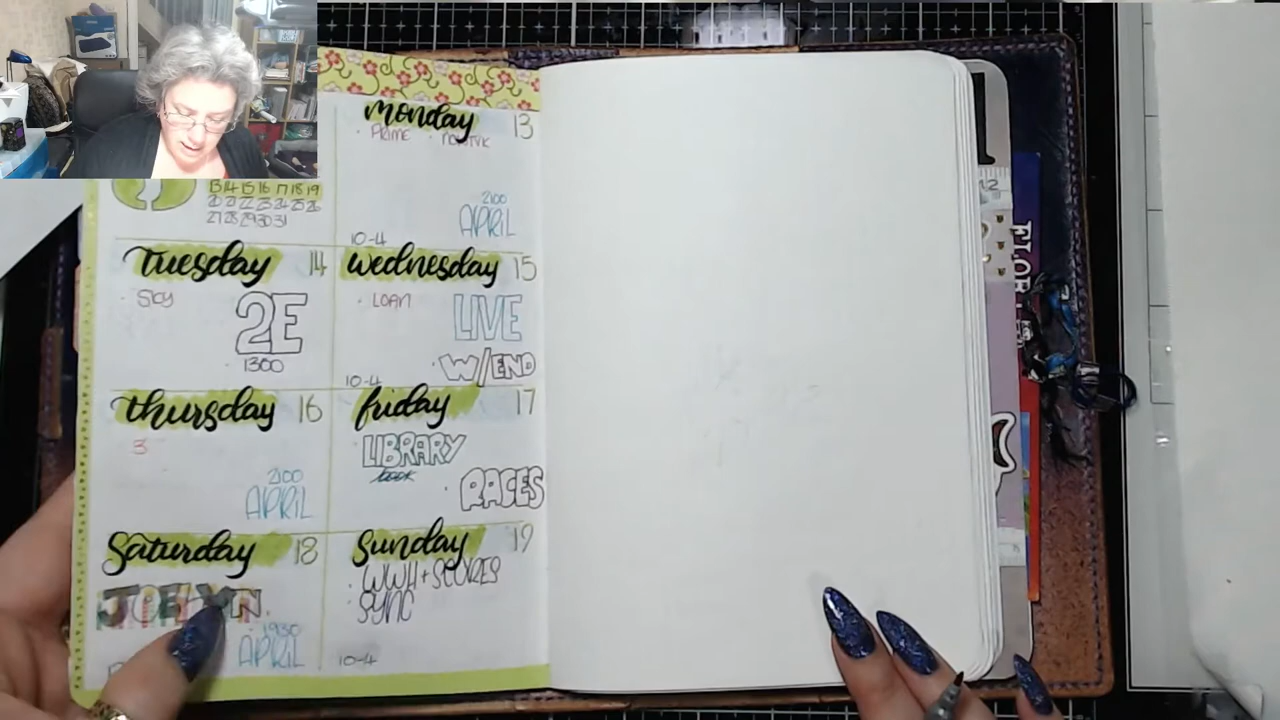 monday 13
· PRIME
13 14 15 16 17 18 19
20 21 22 23 24 25 26
27 28 29 30 31
2100
APRIL
10-4
tuesday 14
· SKY
2E
· 1300
wednesday 15
· LOAN
LIVE
· W/END
10-4
thursday 16
3
2100
APRIL
friday 17
LIBRARY
book
· RACES
saturday 18
JOELYN
· 1930
APRIL
sunday 19
· WWH + SCORES
· SYNC
10-4